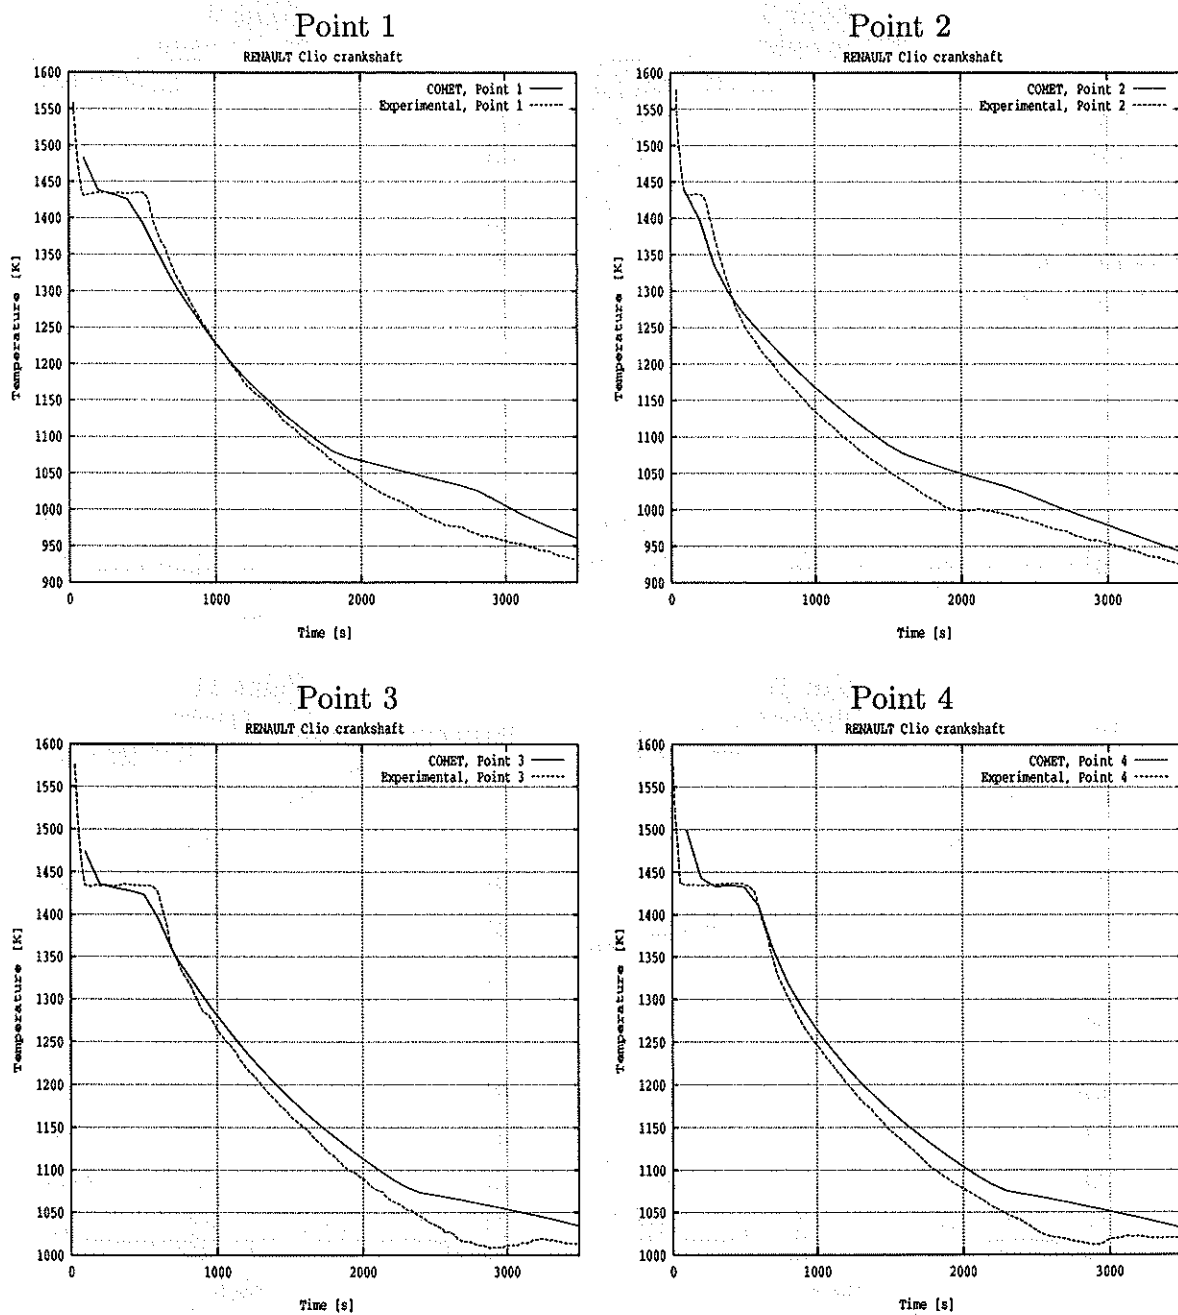 Point 1
RENAULT Clio crankshaft
COMET, Point 1
Experimental, Point 1
Temperature [K]
1600
1550
1500
1450
1400
1350
1300
1250
1200
1150
1100
1050
1000
950
900
0 1000 2000 3000
Time [s]
Point 2
RENAULT Clio crankshaft
COMET, Point 2
Experimental, Point 2
Temperature [K]
1600
1550
1500
1450
1400
1350
1300
1250
1200
1150
1100
1050
1000
950
900
0 1000 2000 3000
Time [s]
Point 3
RENAULT Clio crankshaft
COMET, Point 3
Experimental, Point 3
Temperature [K]
1600
1550
1500
1450
1400
1350
1300
1250
1200
1150
1100
1050
1000
0 1000 2000 3000
Time [s]
Point 4
RENAULT Clio crankshaft
COMET, Point 4
Experimental, Point 4
Temperature [K]
1600
1550
1500
1450
1400
1350
1300
1250
1200
1150
1100
1050
1000
0 1000 2000 3000
Time [s]